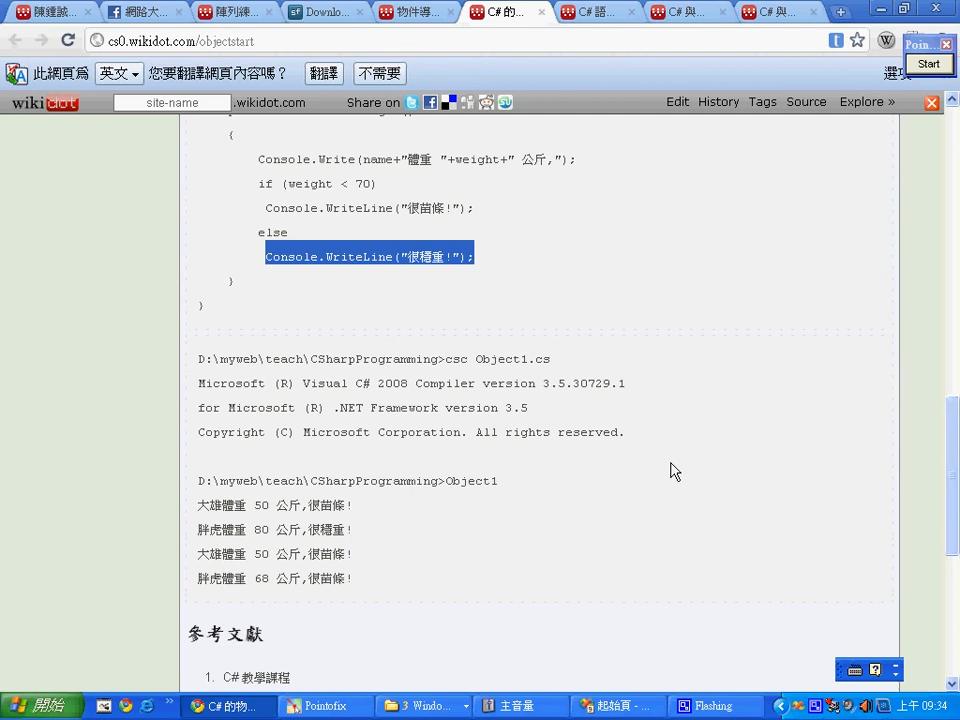 陳鍾誠...
網路大...
陣列練...
Downlo...
物件導...
C# 的...
C# 語...
C# 與...
C# 與...
cs0.wikidot.com/objectstart
Poin...
Start
此網頁為 英文 您要翻譯網頁內容嗎？ 翻譯 不需要
wikidot site-name .wikidot.com Share on Edit History Tags Source Explore »
{
Console.Write(name+"體重 "+weight+" 公斤,");
if (weight < 70)
Console.WriteLine("很苗條!");
else
Console.WriteLine("很穩重!");
}
}
D:\myweb\teach\CSharpProgramming>csc Object1.cs
Microsoft (R) Visual C# 2008 Compiler version 3.5.30729.1
for Microsoft (R) .NET Framework version 3.5
Copyright (C) Microsoft Corporation. All rights reserved.
D:\myweb\teach\CSharpProgramming>Object1
大雄體重 50 公斤,很苗條!
胖虎體重 80 公斤,很穩重!
大雄體重 50 公斤,很苗條!
胖虎體重 68 公斤,很苗條!
參考文獻
1. C# 教學課程
開始 C# 的物... Pointofix 3 Windo... 主音量 起始頁 - ... Flashing 上午 09:34